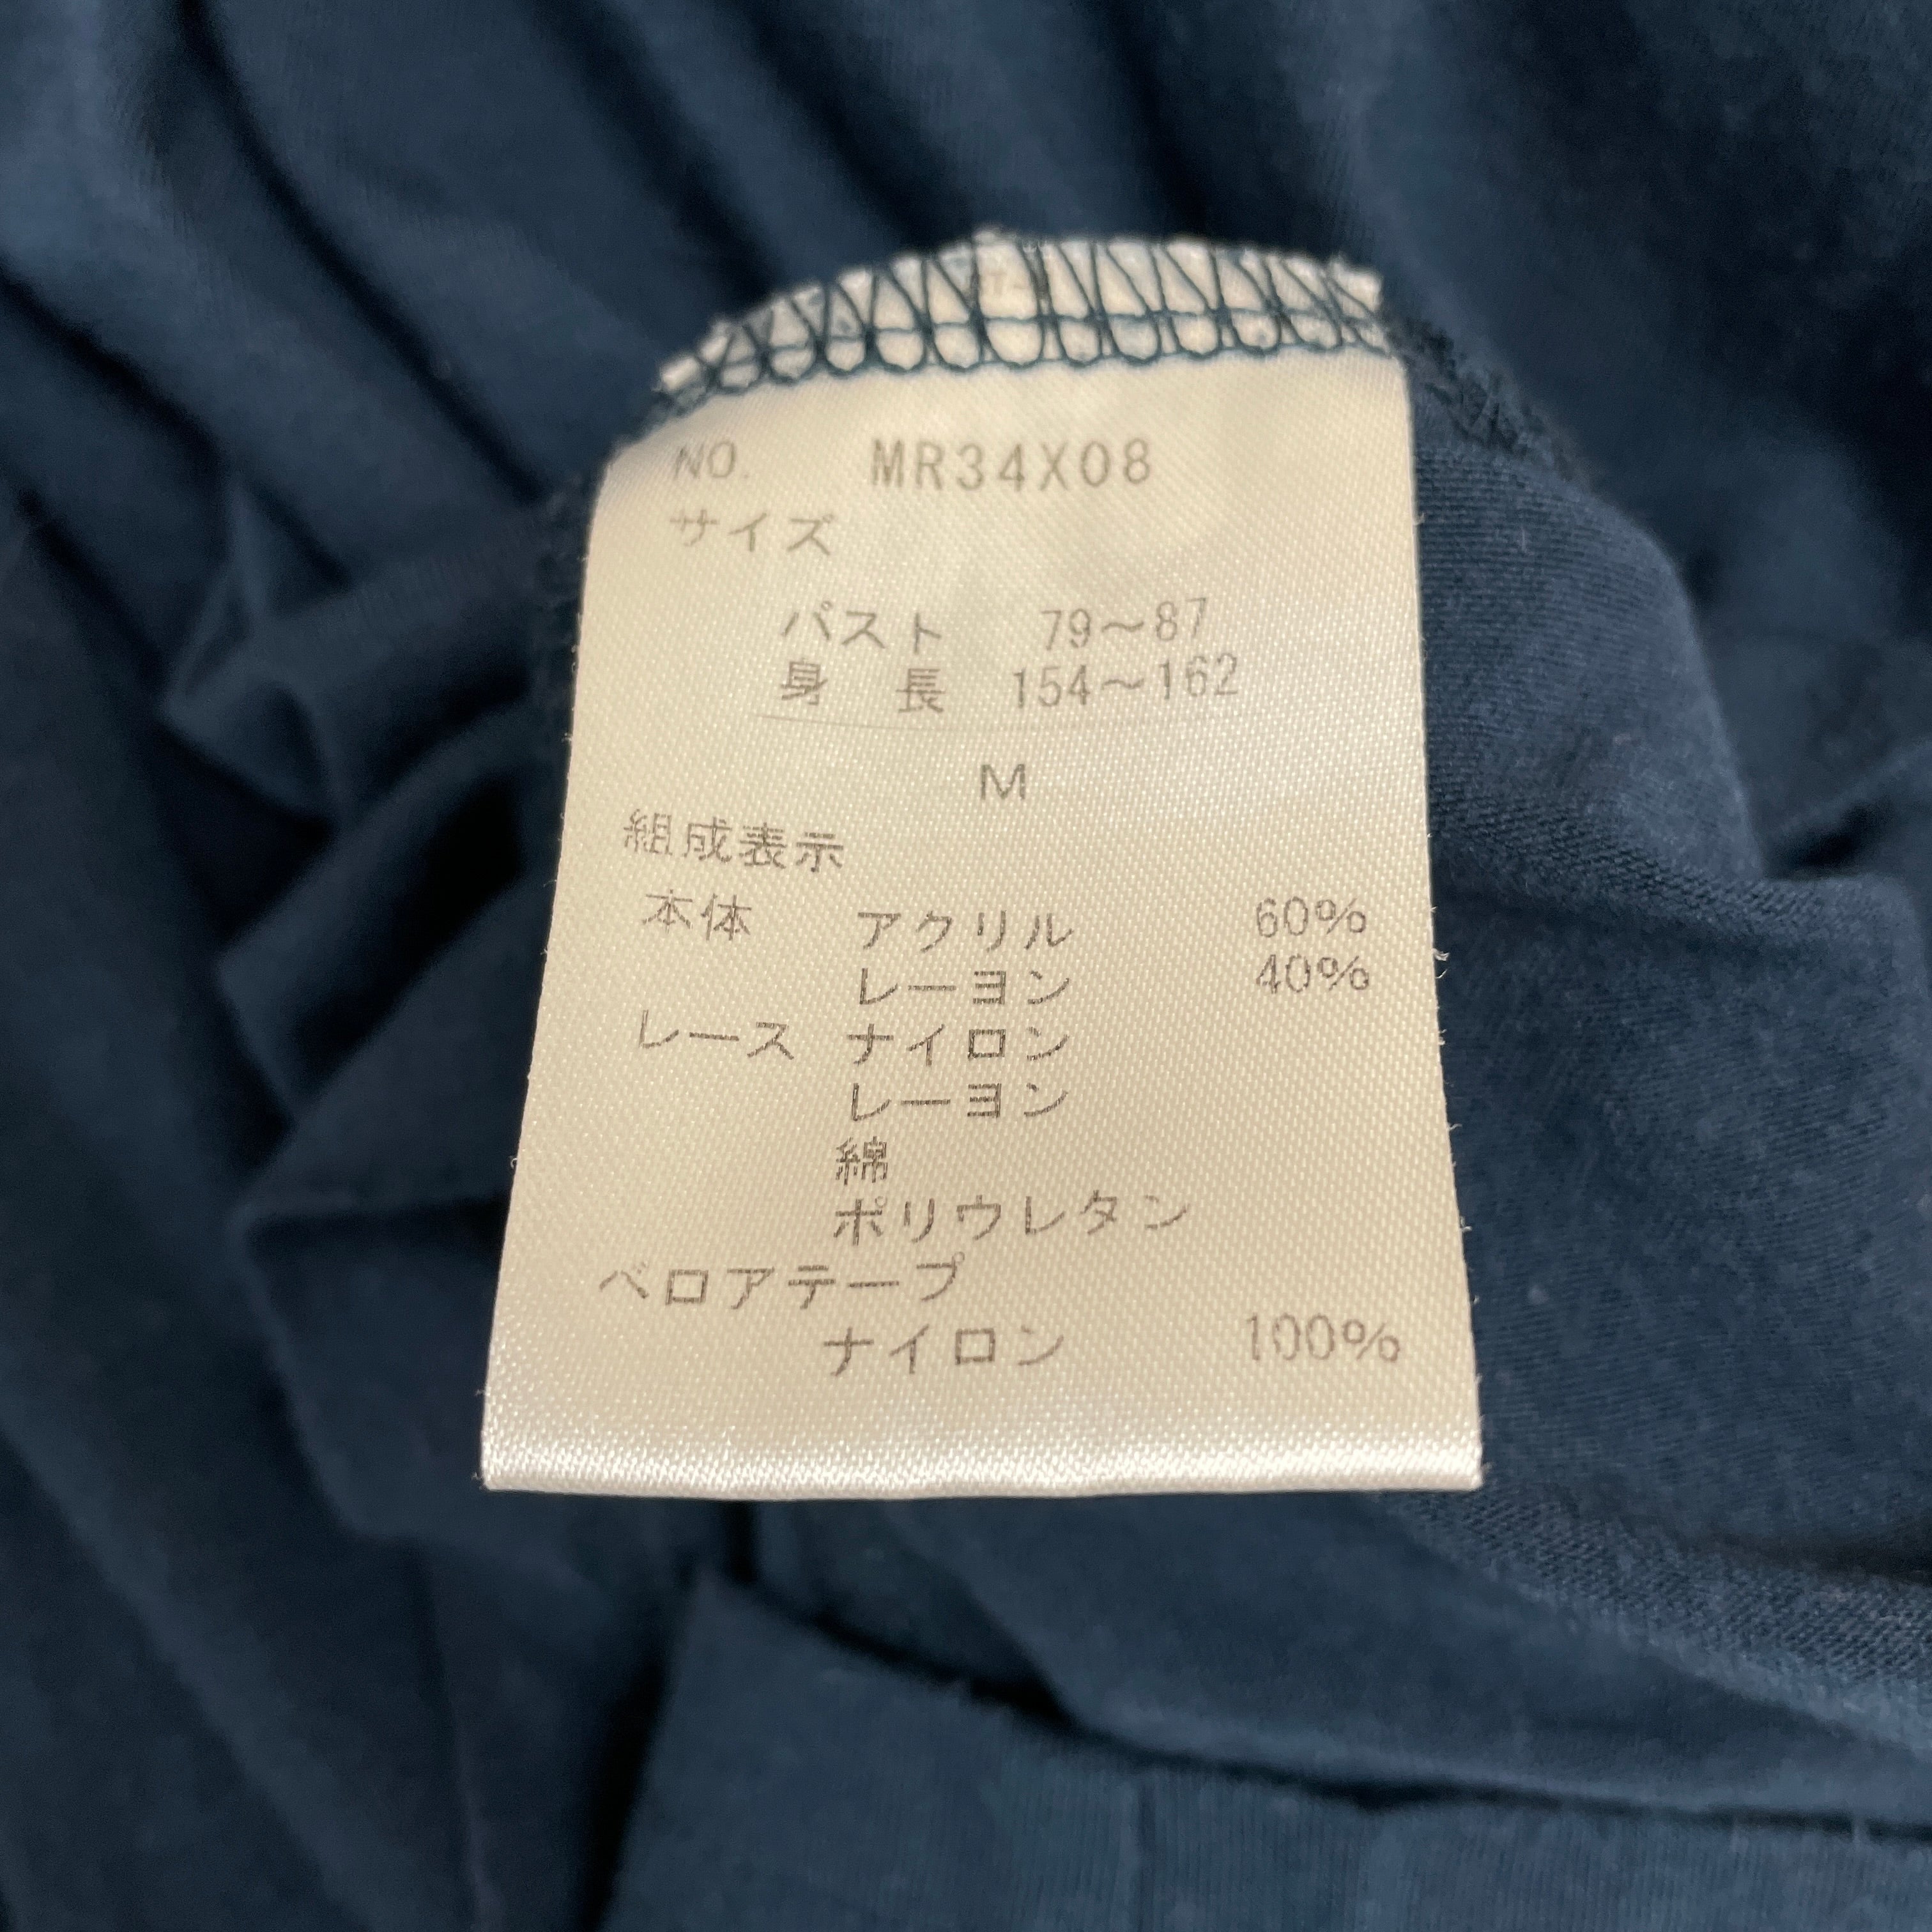 NO. MR34X08
サイズ
バスト 79～87
身 長 154～162
M
組成表示
本体 アクリル 60%
レーヨン 40%
レース ナイロン
レーヨン
綿
ポリウレタン
ベロアテープ
ナイロン 100%